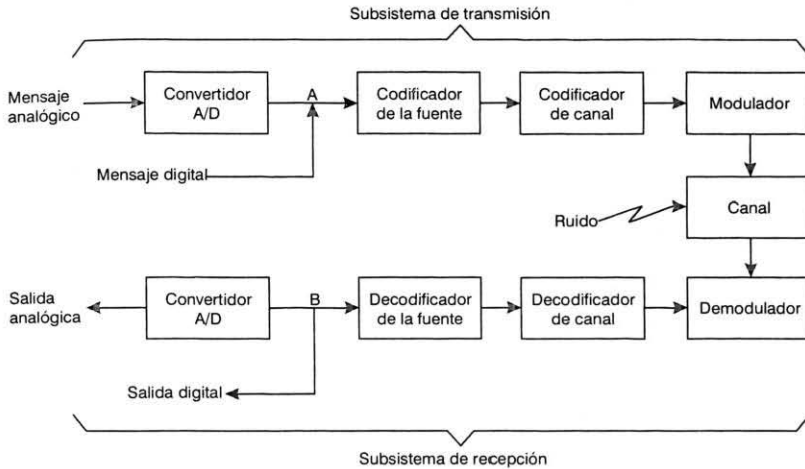 Subsistema de transmisión
Mensaje
analógico
Convertidor
A/D
A
Codificador
de la fuente
Codificador
de canal
Modulador
Mensaje digital
Ruido
Canal
Salida
analógica
Convertidor
A/D
B
Decodificador
de la fuente
Decodificador
de canal
Demodulador
Salida digital
Subsistema de recepción